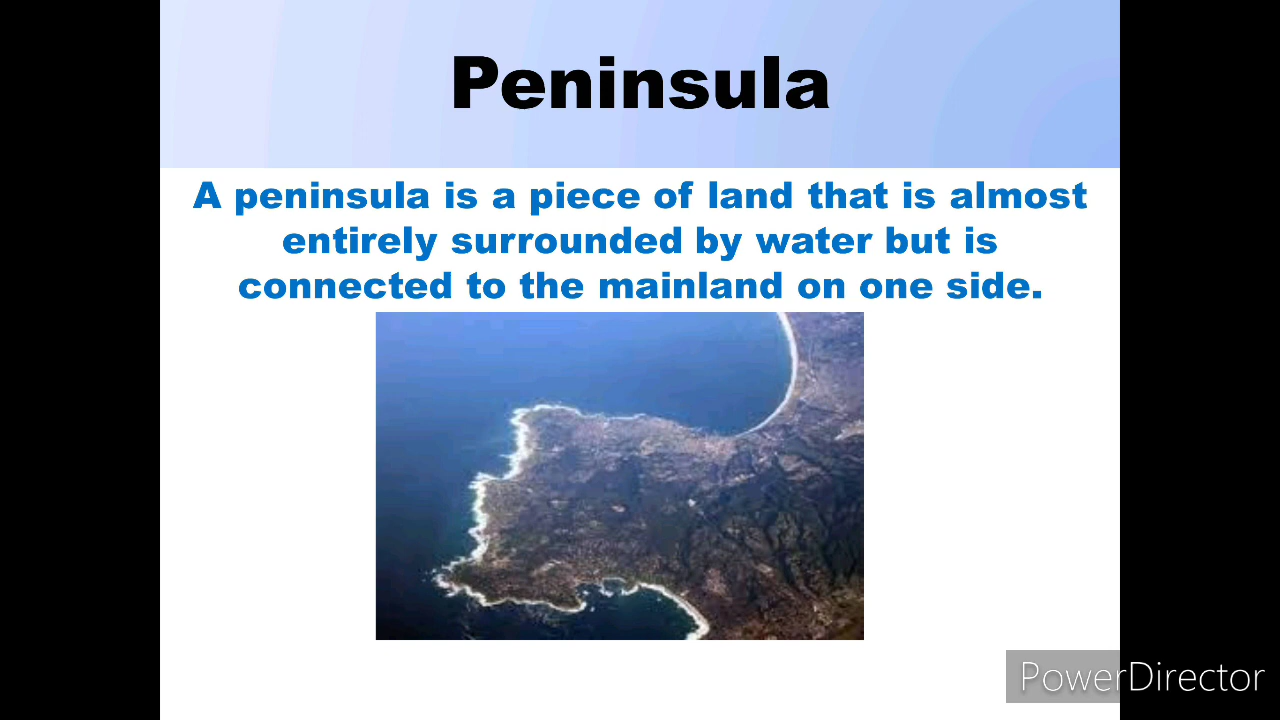 Peninsula
A peninsula is a piece of land that is almost
entirely surrounded by water but is
connected to the mainland on one side.
PowerDirector